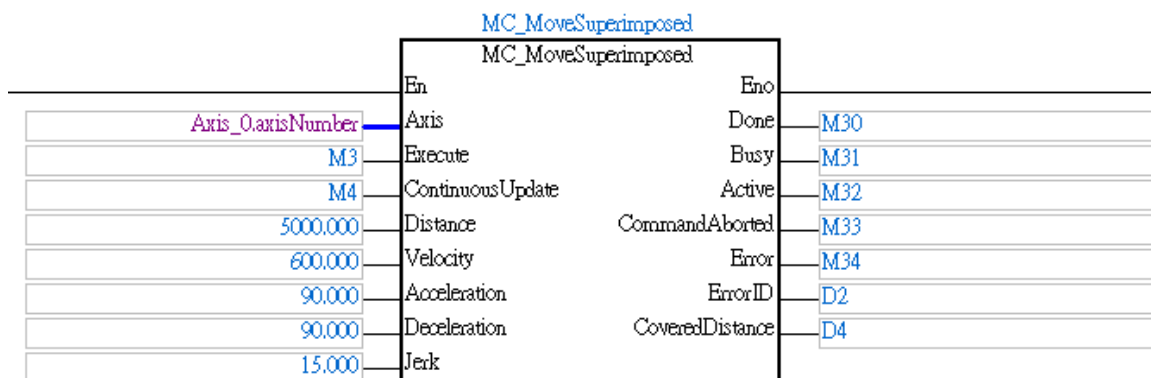 MC_MoveSuperimposed
MC_MoveSuperimposed
En Eno
Axis_0.axisNumber Axis Done M30
M3 Execute Busy M31
M4 ContinuousUpdate Active M32
5000.000 Distance CommandAborted M33
600.000 Velocity Error M34
90.000 Acceleration ErrorID D2
90.000 Deceleration CoveredDistance D4
15.000 Jerk